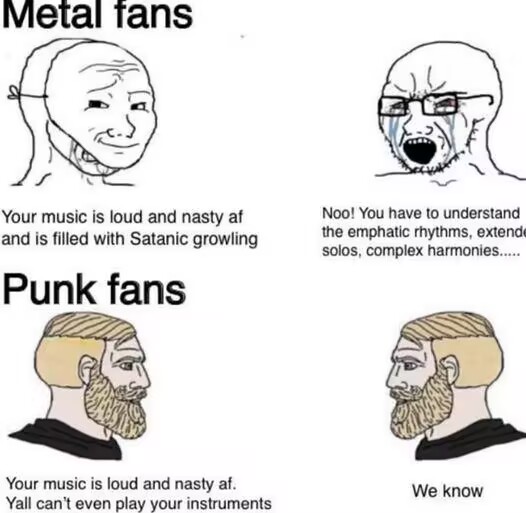 Metal fans
Your music is loud and nasty af
and is filled with Satanic growling
Noo! You have to understand
the emphatic rhythms, extende
solos, complex harmonies.....
Punk fans
Your music is loud and nasty af.
Yall can't even play your instruments
We know